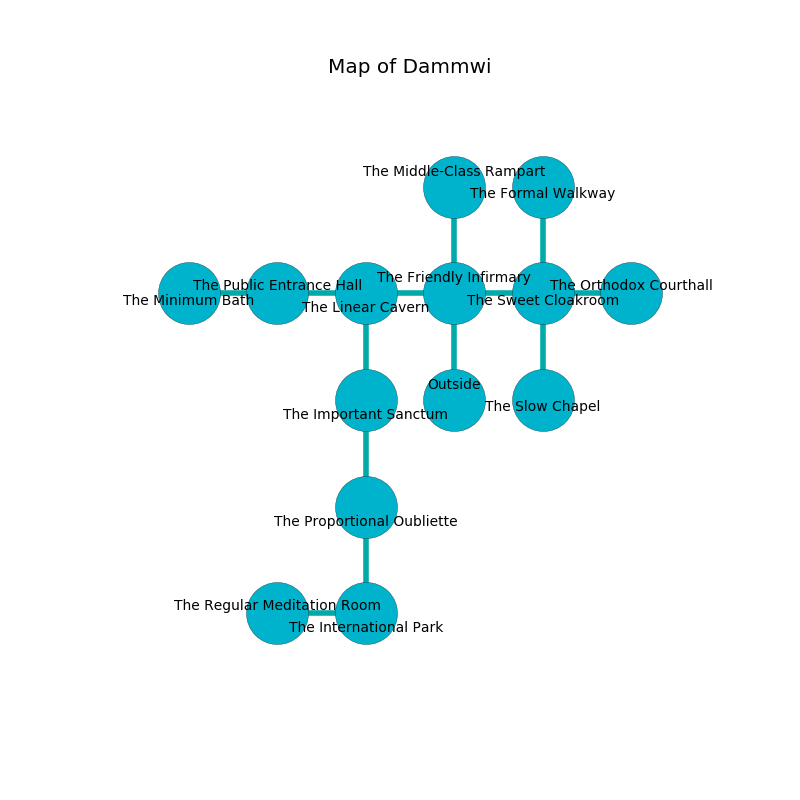 Map of Dammwi
The Middle-Class Rampart
The Formal Walkway
The Friendly Infirmary
The Public Entrance Hall
The Orthodox Courthall
The Minimum Bath
The Sweet Cloakroom
The Linear Cavern
Outside
The Slow Chapel
The Important Sanctum
The Proportional Oubliette
The Regular Meditation Room
The International Park